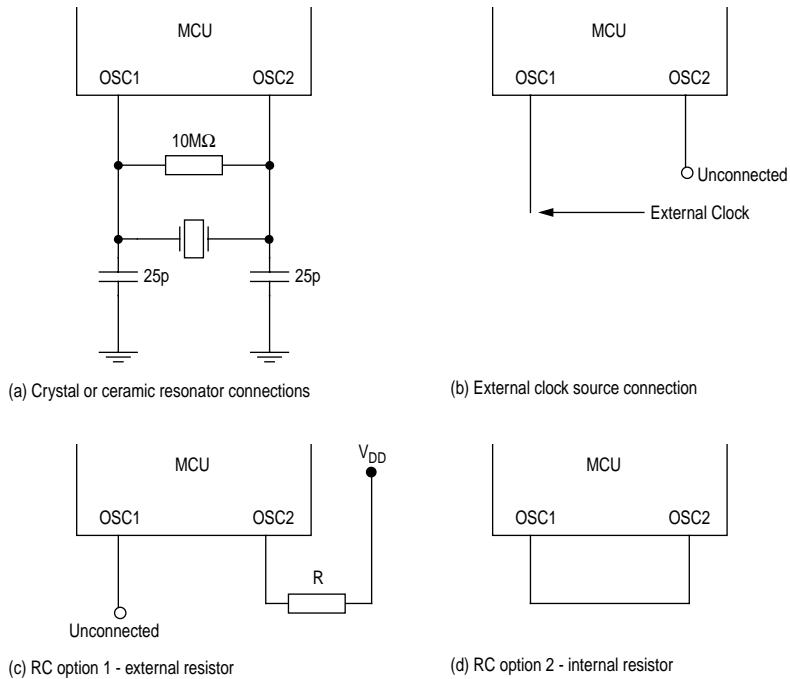 MCU
OSC1 OSC2
10MΩ
25p 25p
(a) Crystal or ceramic resonator connections
MCU
OSC1 OSC2
Unconnected
External Clock
(b) External clock source connection
MCU
OSC1 OSC2
VDD
R
Unconnected
(c) RC option 1 - external resistor
MCU
OSC1 OSC2
(d) RC option 2 - internal resistor